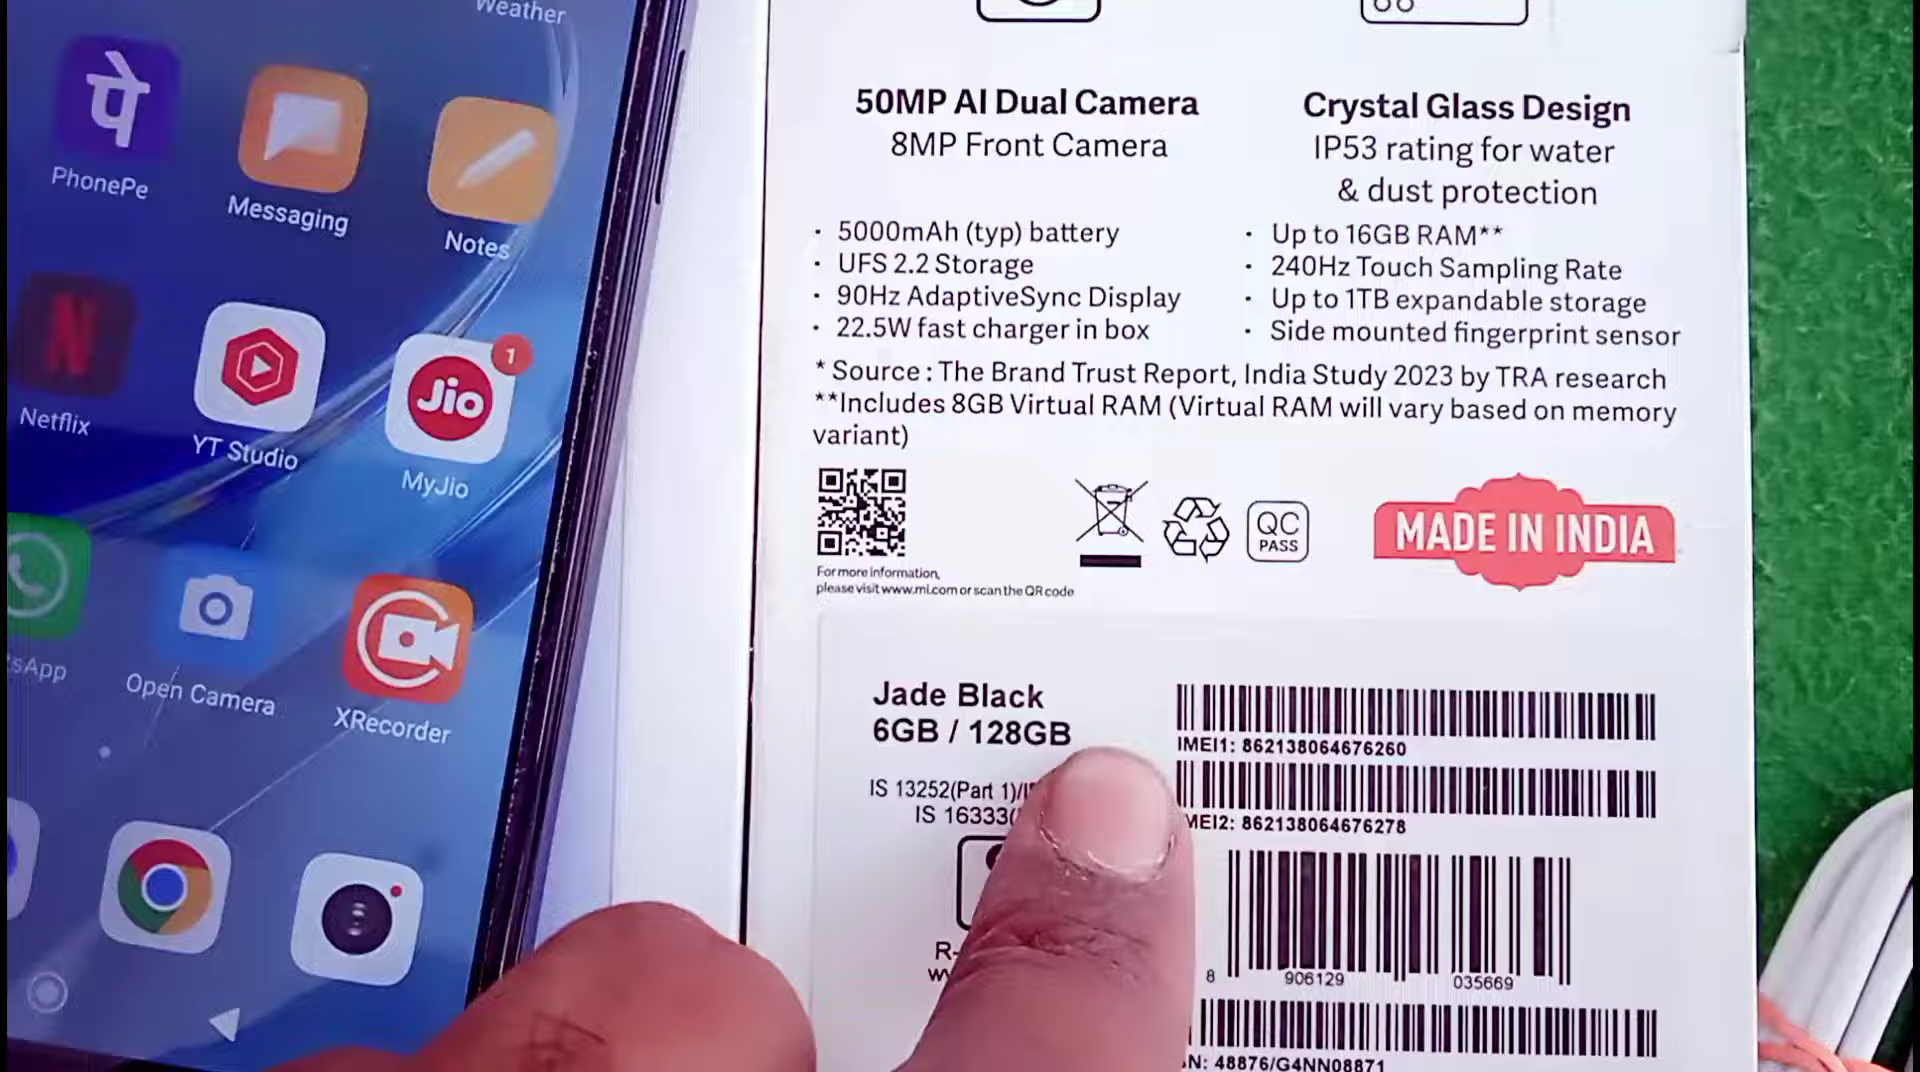 Weather
पे
PhonePe
Messaging
Notes
N
Netflix
YT Studio
Jio
1
MyJio
Open Camera
XRecorder
50MP AI Dual Camera
8MP Front Camera
Crystal Glass Design
IP53 rating for water
& dust protection
· 5000mAh (typ) battery
· UFS 2.2 Storage
· 90Hz AdaptiveSync Display
· 22.5W fast charger in box
· Up to 16GB RAM**
· 240Hz Touch Sampling Rate
· Up to 1TB expandable storage
· Side mounted fingerprint sensor
* Source : The Brand Trust Report, India Study 2023 by TRA research
**Includes 8GB Virtual RAM (Virtual RAM will vary based on memory
variant)
For more information,
please visit www.mi.com or scan the QR code
QC
PASS
MADE IN INDIA
Jade Black
6GB / 128GB
IS 13252(Part 1)/
IS 16333(
R-
IMEI1: 862138064676260
MEI2: 862138064676278
8 906129 035669
N: 48876/G4NN08871